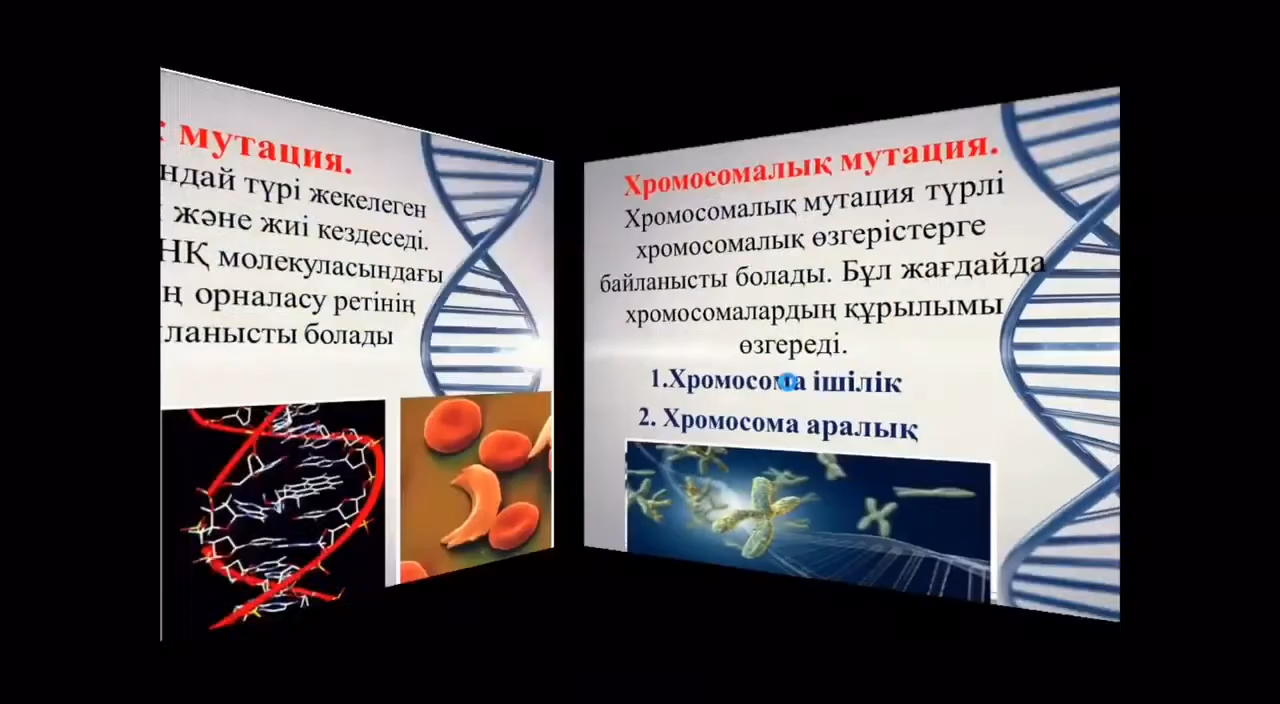 мутация.
ндай түрі жекелеген
және жиі кездеседі.
НҚ молекуласындағы
ң орналасу ретінің
ланысты болады
Хромосомалық мутация.
Хромосомалық мутация түрлі
хромосомалық өзгерістерге
байланысты болады. Бұл жағдайда
хромосомалардың құрылымы
өзгереді.
1.Хромосома ішілік
2. Хромосома аралық